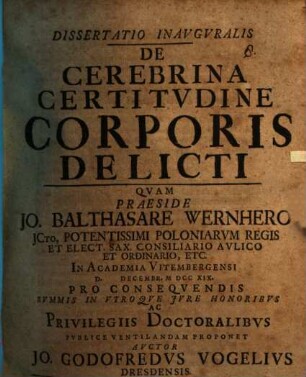 DISSERTATIO INAVGVRALIS
DE
CEREBRINA
CERTITVDINE
CORPORIS
DELICTI
QVAM
PRAESIDE
JO. BALTHASARE WERNHERO
JCTO, POTENTISSIMI POLONIARVM REGIS
ET ELECT. SAX. CONSILIARIO AVLICO
ET ORDINARIO, ETC.
IN ACADEMIA VITEMBERGENSI
D. DECEMBR. M DCC XIX.
PRO CONSEQVENDIS
SVMMIS IN VTROQVE JVRE HONORIBVS
AC
PRIVILEGIIS DOCTORALIBVS
PVBLICE VENTILANDAM PROPONET
AVCTOR
JO. GODOFREDVS VOGELIVS
DRESDENSIS.